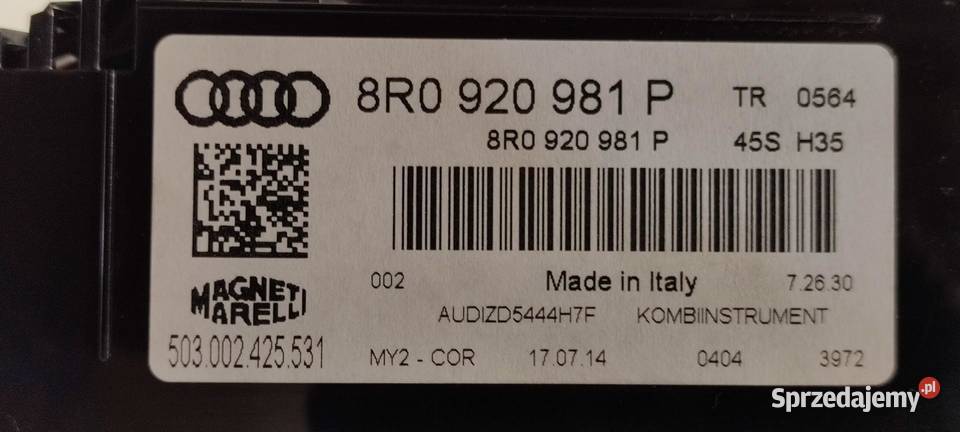 8R0 920 981 P TR 0564
8R0 920 981 P 45S H35
002 Made in Italy 7.26.30
MAGNETI
MARELLI
AUDIZD5444H7F KOMBIINSTRUMENT
503.002.425.531 MY2 - COR 17.07.14 0404 3972
Sprzedajemy.pl